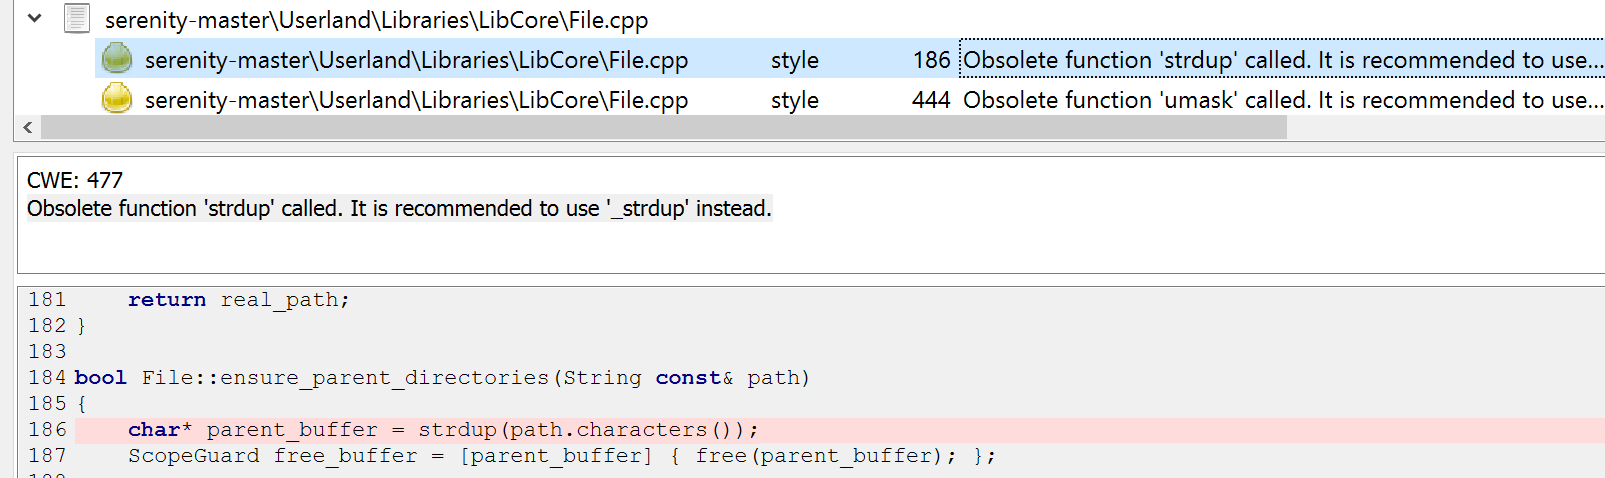 serenity-master\Userland\Libraries\LibCore\File.cpp
serenity-master\Userland\Libraries\LibCore\File.cpp style 186 Obsolete function 'strdup' called. It is recommended to use...
serenity-master\Userland\Libraries\LibCore\File.cpp style 444 Obsolete function 'umask' called. It is recommended to use...
CWE: 477
Obsolete function 'strdup' called. It is recommended to use '_strdup' instead.
181 return real_path;
182 }
183
184 bool File::ensure_parent_directories(String const& path)
185 {
186 char* parent_buffer = strdup(path.characters());
187 ScopeGuard free_buffer = [parent_buffer] { free(parent_buffer); };